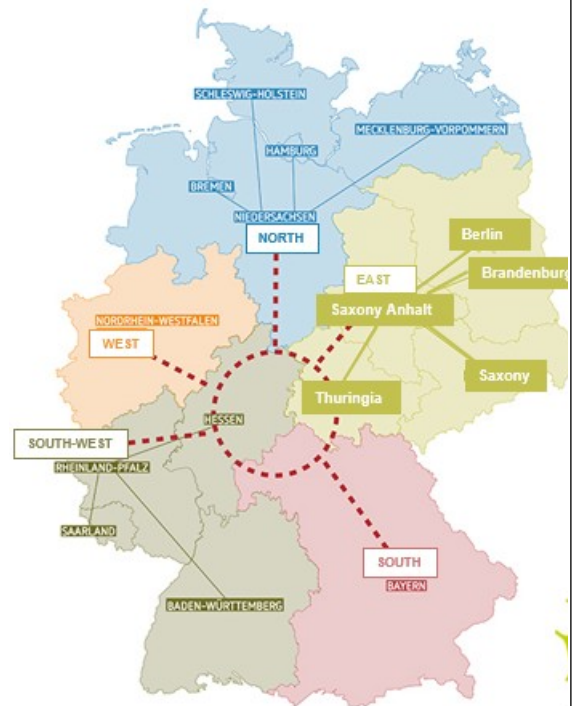 SCHLESWIG-HOLSTEIN
MECKLENBURG-VORPOMMERN
HAMBURG
BREMEN
NIEDERSACHSEN
NORTH
Berlin
EAST
Brandenburg
Saxony Anhalt
NORDRHEIN-WESTFALEN
WEST
Saxony
Thuringia
HESSEN
SOUTH-WEST
RHEINLAND-PFALZ
SAARLAND
SOUTH
BAYERN
BADEN-WÜRTTEMBERG